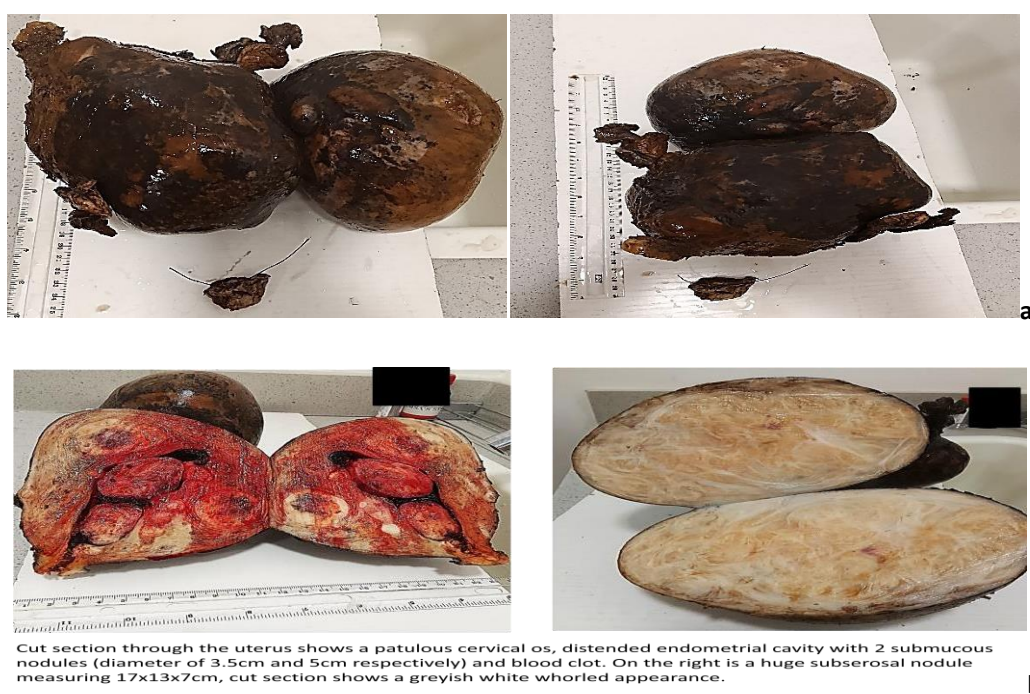 a
Cut section through the uterus shows a patulous cervical os, distended endometrial cavity with 2 submucous
nodules (diameter of 3.5cm and 5cm respectively) and blood clot. On the right is a huge subserosal nodule
measuring 17x13x7cm, cut section shows a greyish white whorled appearance.